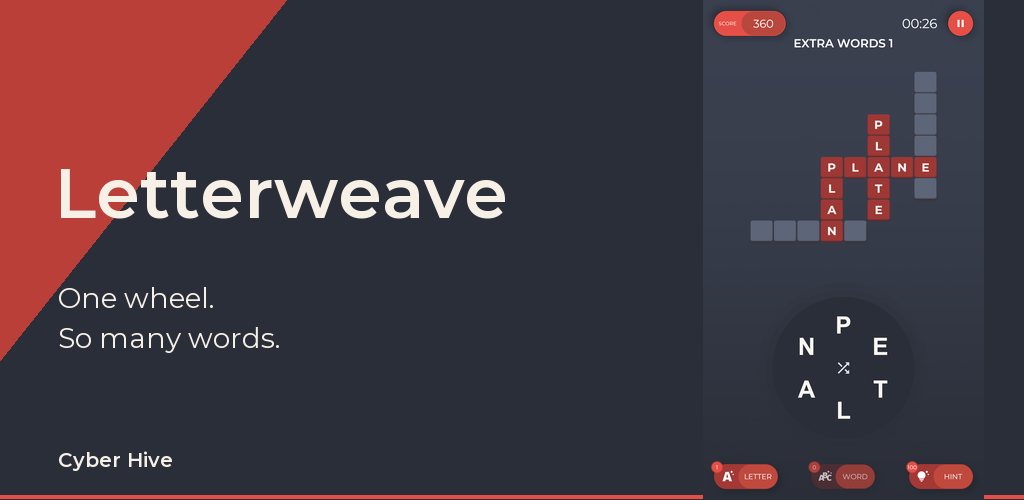 Letterweave
One wheel.
So many words.
Cyber Hive
SCORE 360
00:26
EXTRA WORDS 1
P
L
P L A N E
L T
A E
N
P
N E
A T
L
1 LETTER
0 ABC WORD
100 HINT